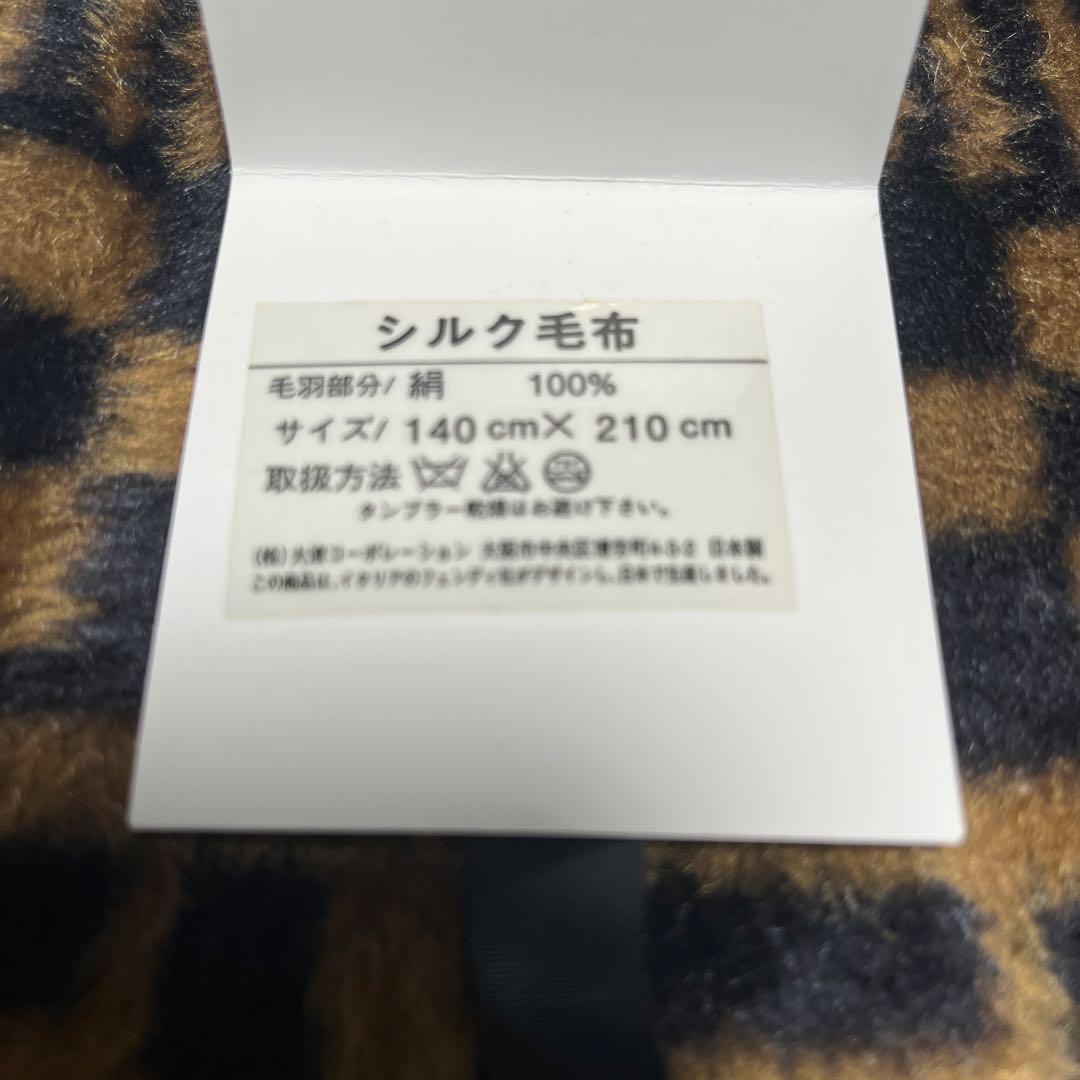 シルク毛布
毛羽部分/ 絹 100%
サイズ/ 140 cm× 210 cm
取扱方法
タンブラー乾燥はお避け下さい。
(株)大津コーポレーション 大阪市中央区博労町4-3-2 日本製
この商品は、イタリアのフェンディ社がデザインし、日本で生産しました。